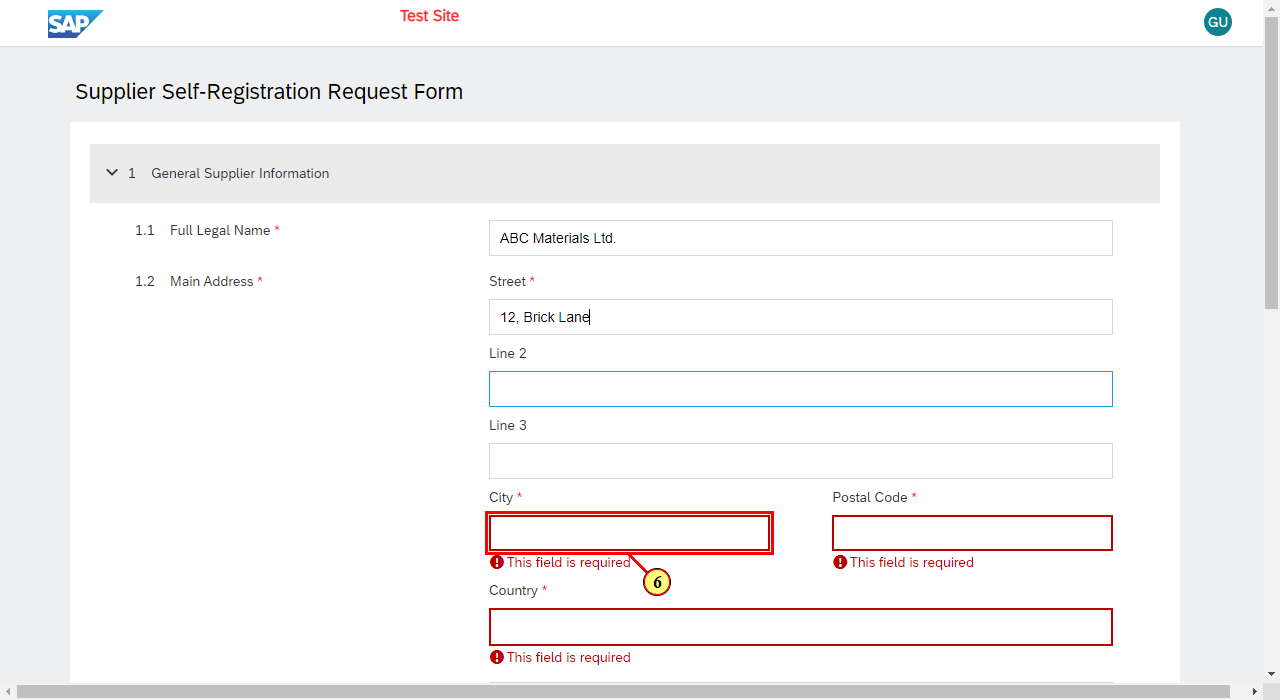 SAP
Test Site
GU
Supplier Self-Registration Request Form
1 General Supplier Information
1.1 Full Legal Name *
ABC Materials Ltd.
1.2 Main Address *
Street *
12, Brick Lane
Line 2
Line 3
City *
Postal Code *
This field is required
This field is required
6
Country *
This field is required